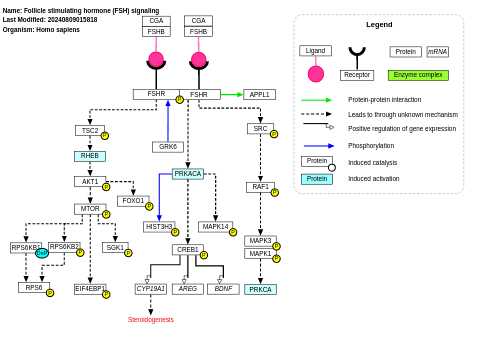 Name: Follicle stimulating hormone (FSH) signaling
Last Modified: 20240809015818
Organism: Homo sapiens
CGA
CGA
FSHB
FSHB
FSHR
FSHR
APPL1
P
TSC2
P
SRC
P
GRK6
RHEB
PRKACA
AKT1
P
RAF1
P
FOXO1
P
MTOR
P
HIST3H3
P
MAPK14
P
RPS6KB1
RPS6KB2
P
SGK1
P
CREB1
P
MAPK3
P
MAPK1
P
RPS6
P
EIF4EBP1
P
CYP19A1
AREG
BDNF
PRKCA
Steroidogenesis
Legend
Ligand
Protein
mRNA
Receptor
Enzyme complex
Protein-protein interaction
Leads to through unknown mechanism
Positive regulation of gene expression
Phosphorylation
Protein
Induced catalysis
Protein
Induced activation